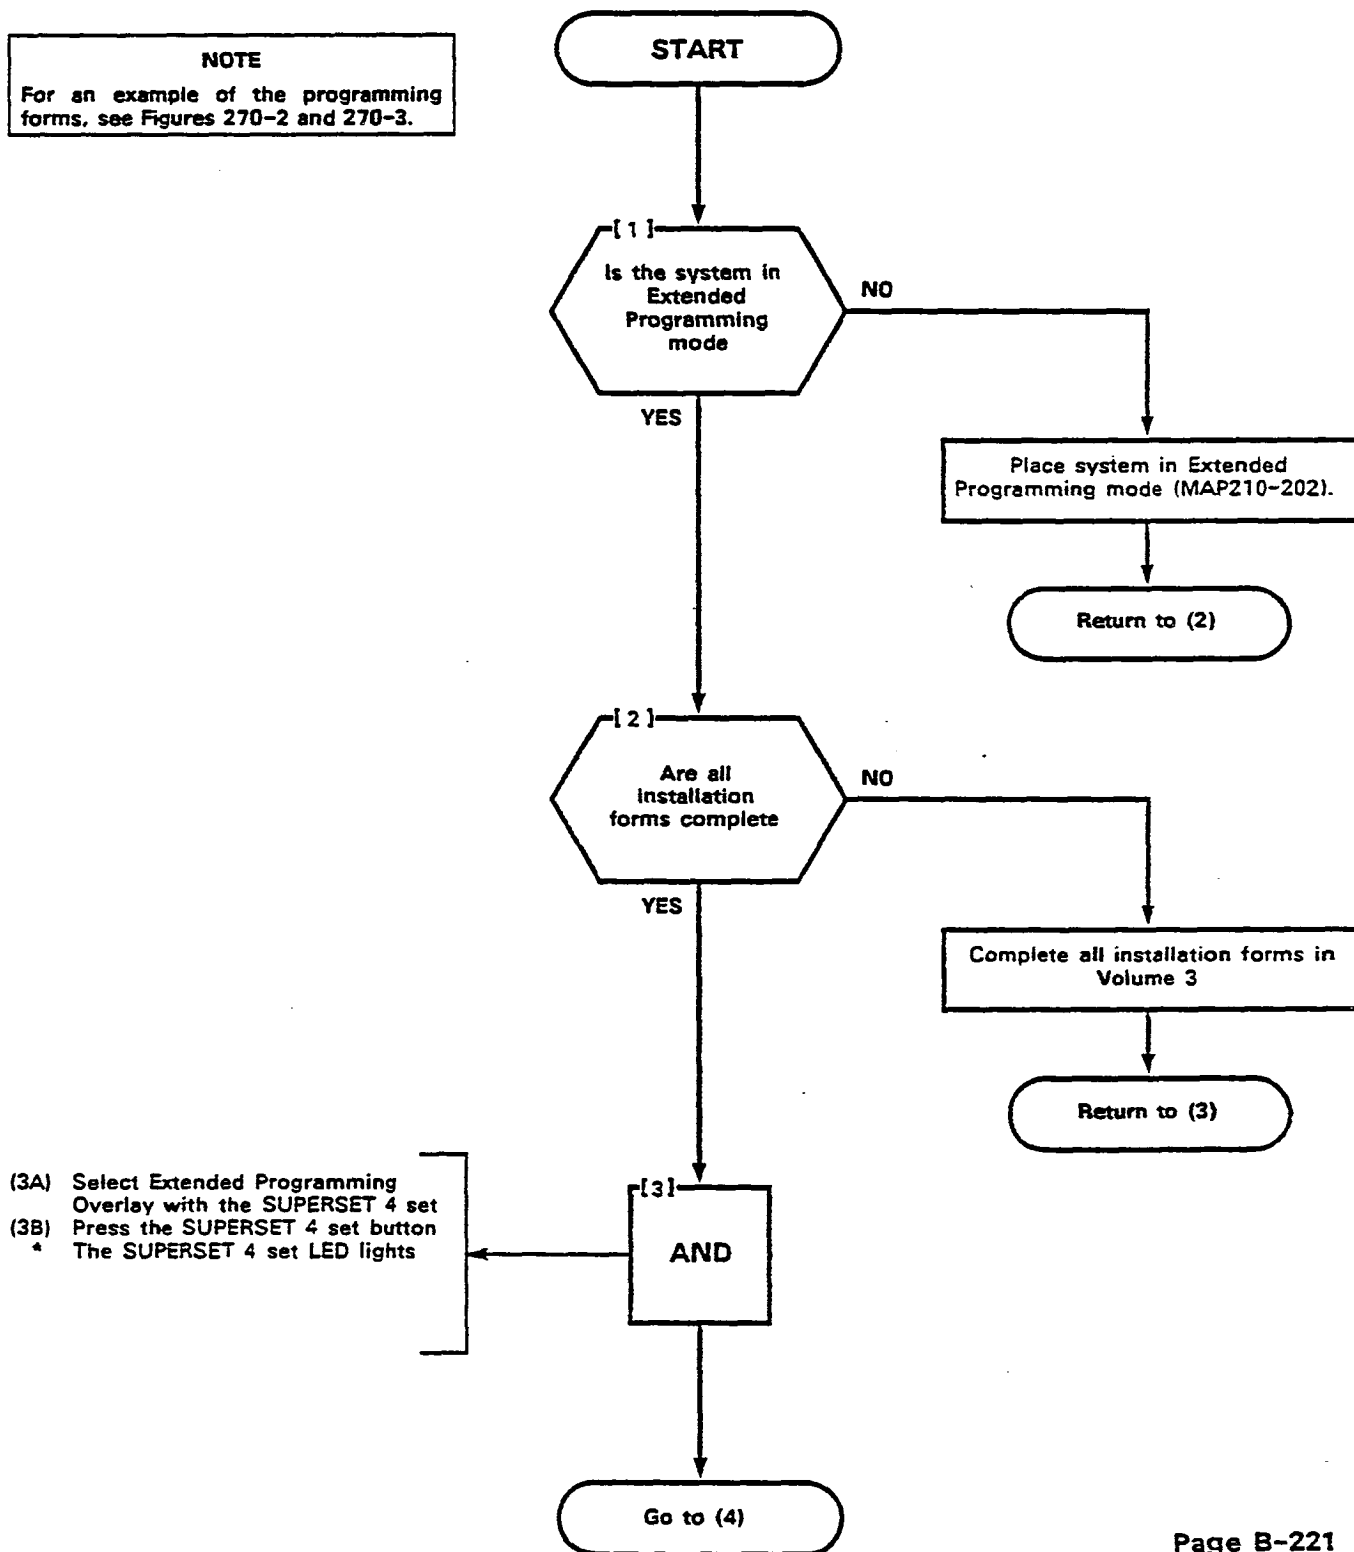 NOTE
For an example of the programming
forms, see Figures 270-2 and 270-3.
START
[ 1 ]
Is the system in
Extended
Programming
mode
NO
YES
Place system in Extended
Programming mode (MAP210-202).
Return to (2)
[ 2 ]
Are all
installation
forms complete
NO
YES
Complete all installation forms in
Volume 3
Return to (3)
(3A) Select Extended Programming
Overlay with the SUPERSET 4 set
(3B) Press the SUPERSET 4 set button
* The SUPERSET 4 set LED lights
[3]
AND
Go to (4)
Page B-221